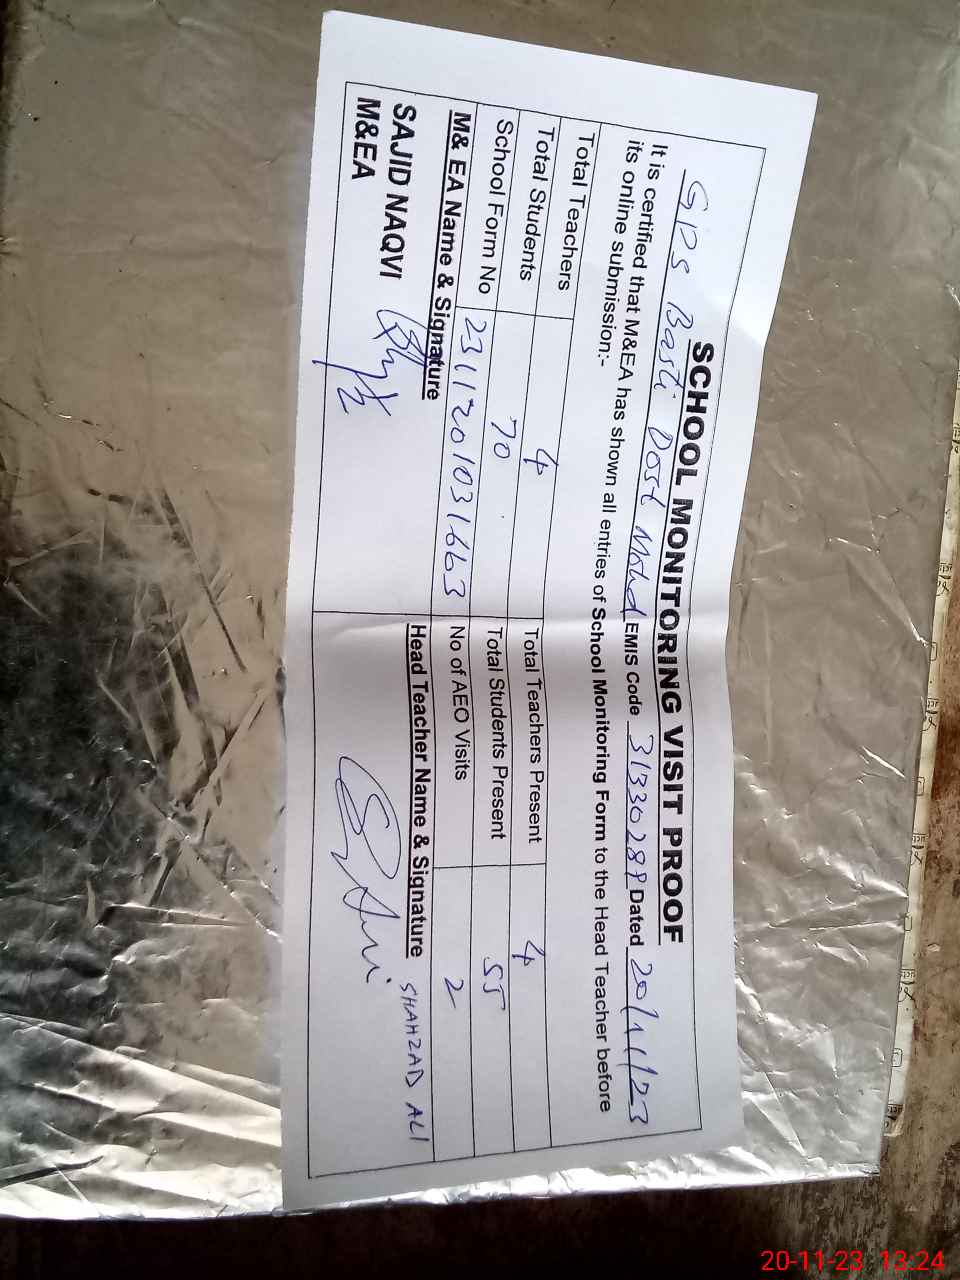 SCHOOL MONITORING VISIT PROOF
GPS Basti Dost Mohd EMIS Code 31330289 Dated 20/11/23
It is certified that M&EA has shown all entries of School Monitoring Form to the Head Teacher before
its online submission:-
Total Teachers 4 Total Teachers Present 4
Total Students 70 Total Students Present 55
School Form No 2311201031663 No of AEO Visits 2
M& EA Name & Signature Head Teacher Name & Signature
SAJID NAQVI SHAHZAD ALI
M&EA
20-11-23 13:24